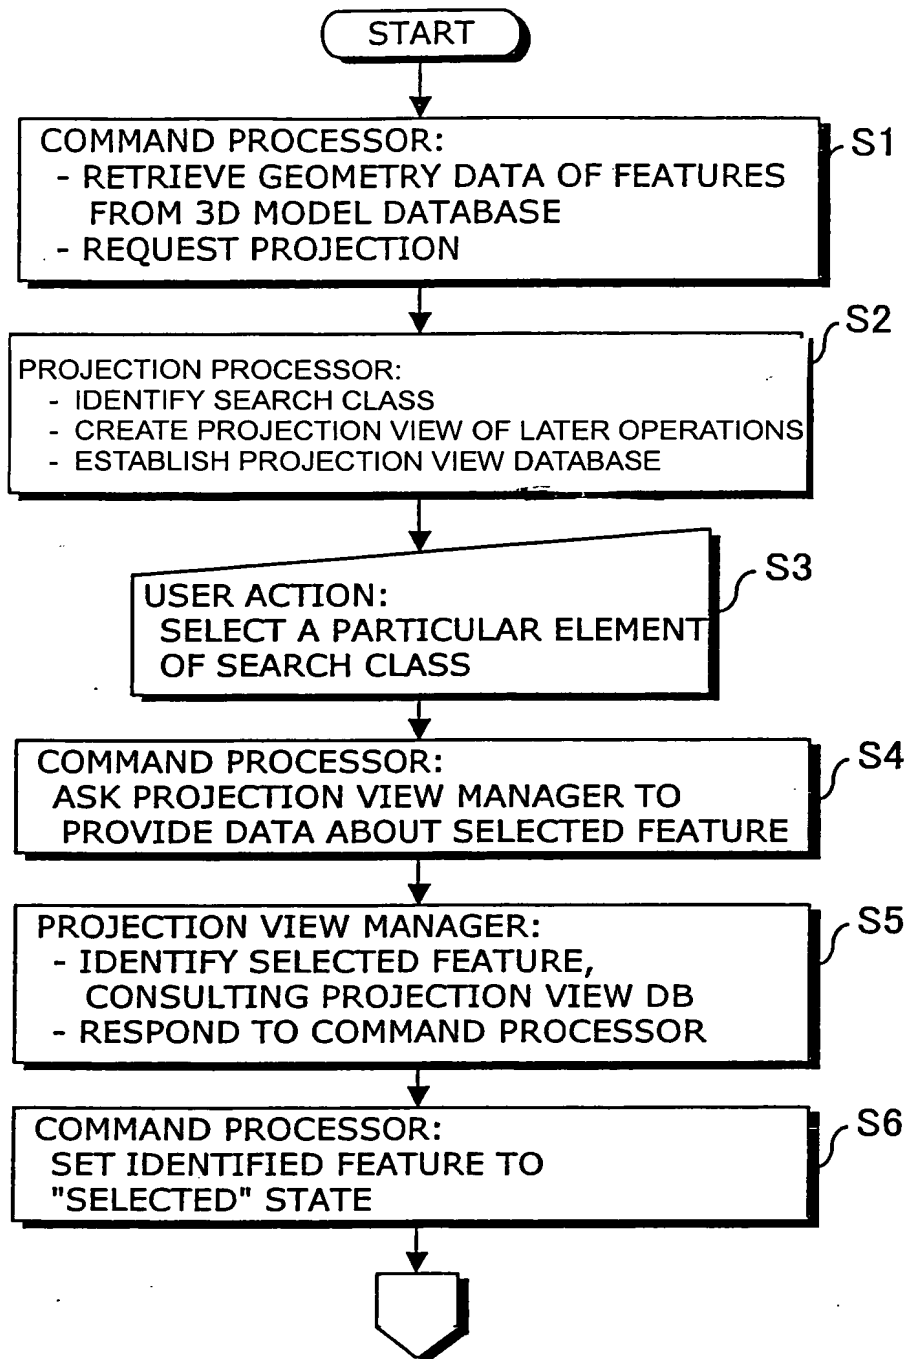 START
COMMAND PROCESSOR:
- RETRIEVE GEOMETRY DATA OF FEATURES
FROM 3D MODEL DATABASE
- REQUEST PROJECTION
S1
PROJECTION PROCESSOR:
- IDENTIFY SEARCH CLASS
- CREATE PROJECTION VIEW OF LATER OPERATIONS
- ESTABLISH PROJECTION VIEW DATABASE
S2
USER ACTION:
SELECT A PARTICULAR ELEMENT
OF SEARCH CLASS
S3
COMMAND PROCESSOR:
ASK PROJECTION VIEW MANAGER TO
PROVIDE DATA ABOUT SELECTED FEATURE
S4
PROJECTION VIEW MANAGER:
- IDENTIFY SELECTED FEATURE,
CONSULTING PROJECTION VIEW DB
- RESPOND TO COMMAND PROCESSOR
S5
COMMAND PROCESSOR:
SET IDENTIFIED FEATURE TO
"SELECTED" STATE
S6